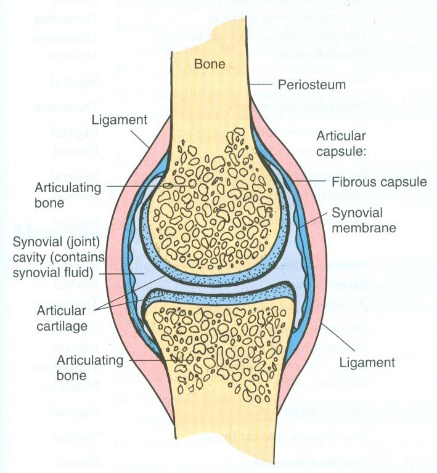 Bone
Periosteum
Ligament
Articular
capsule:
Fibrous capsule
Articulating
bone
Synovial
membrane
Synovial (joint)
cavity (contains
synovial fluid)
Articular
cartilage
Articulating
bone
Ligament